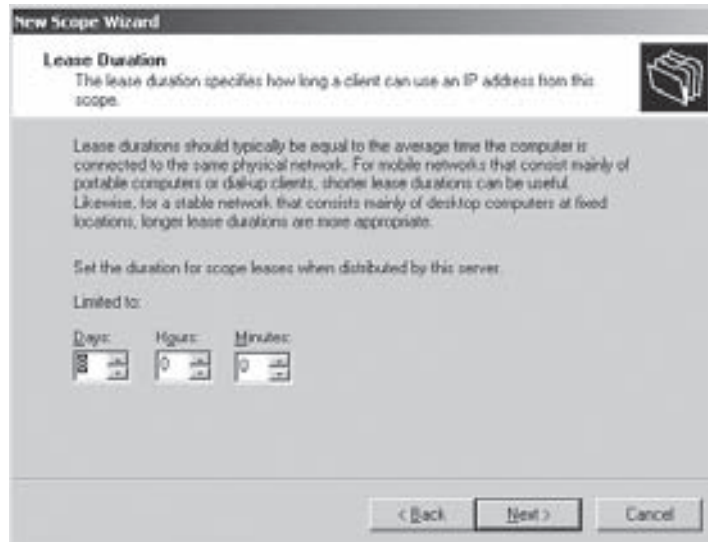 New Scope Wizard
Lease Duration
The lease duration specifies how long a client can use an IP address from this
scope.
Lease durations should typically be equal to the average time the computer is
connected to the same physical network. For mobile networks that consist mainly of
portable computers or dial-up clients, shorter lease durations can be useful.
Likewise, for a stable network that consists mainly of desktop computers at fixed
locations, longer lease durations are more appropriate.
Set the duration for scope leases when distributed by this server.
Limited to:
Days: Hours: Minutes:
0 0
< Back Next > Cancel